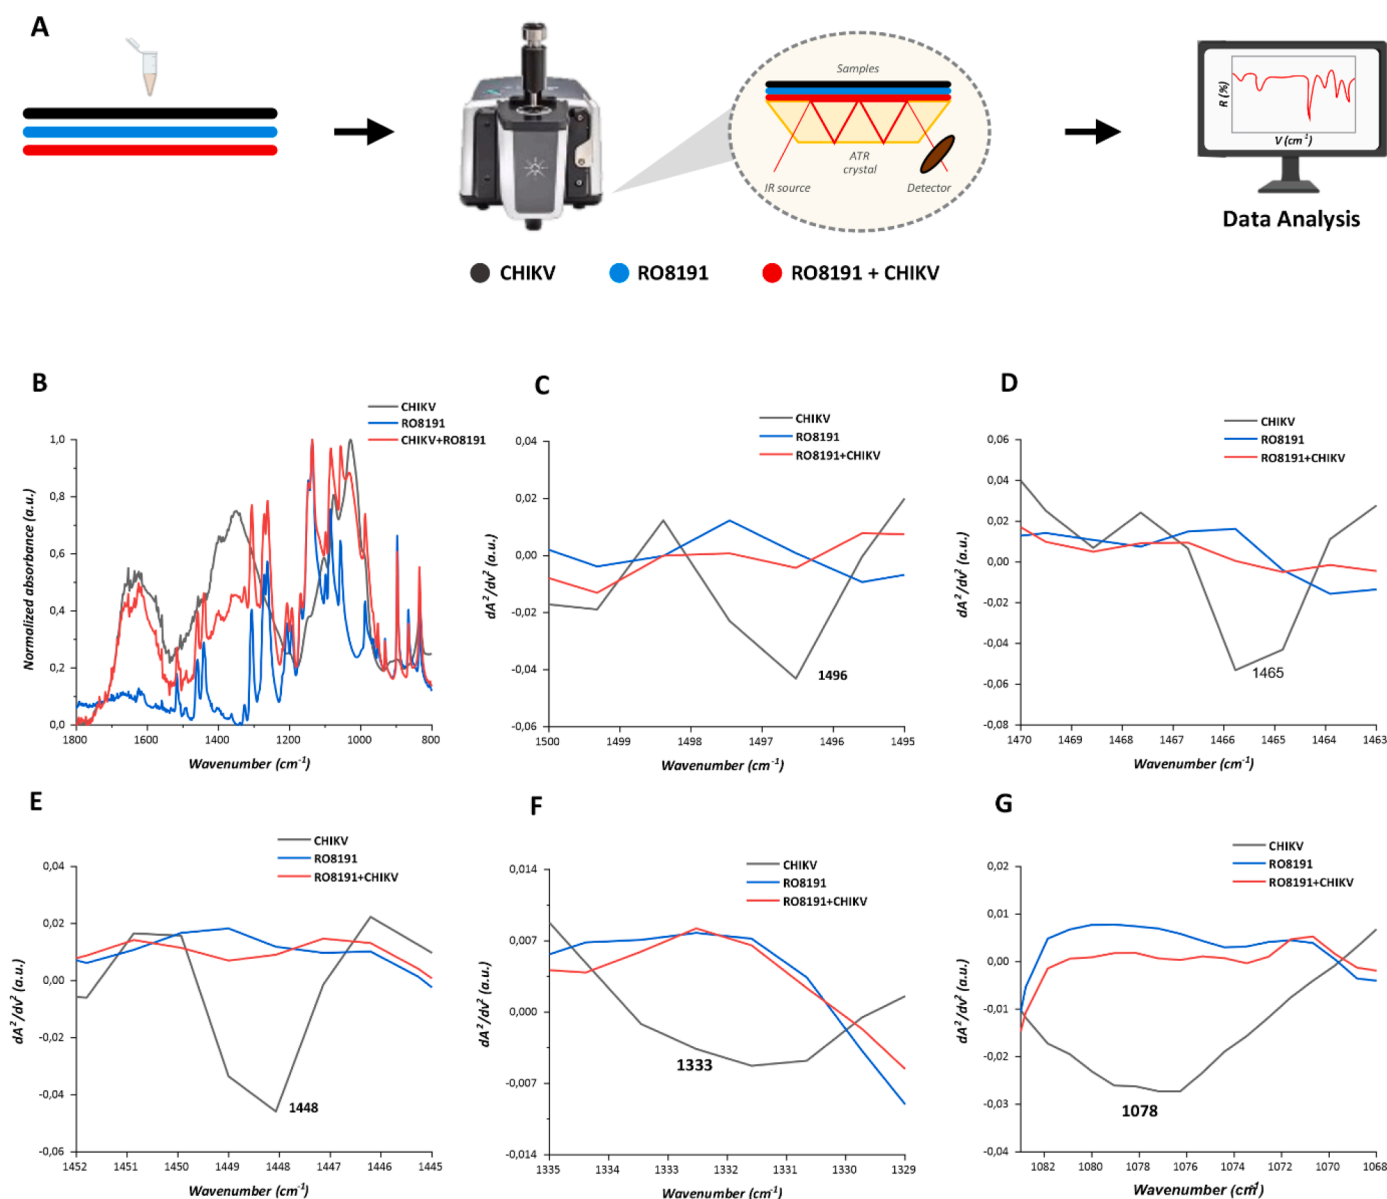 A
Samples
ATR
crystal
IR source
Detector
R (%)
V (cm⁻¹)
Data Analysis
CHIKV
RO8191
RO8191 + CHIKV
B
CHIKV
RO8191
CHIKV+RO8191
Normalized absorbance (a.u.)
1,0
0,8
0,6
0,4
0,2
0,0
1800 1600 1400 1200 1000 800
Wavenumber (cm⁻¹)
C
CHIKV
RO8191
RO8191+CHIKV
dA²/dv² (a.u.)
0,04
0,02
0,00
-0,02
-0,04
-0,06
1496
1500 1499 1498 1497 1496 1495
Wavenumber (cm⁻¹)
D
CHIKV
RO8191
RO8191+CHIKV
dA²/dv² (a.u.)
0,06
0,04
0,02
0,00
-0,02
-0,04
-0,06
-0,08
1465
1470 1469 1468 1467 1466 1465 1464 1463
Wavenumber (cm⁻¹)
E
CHIKV
RO8191
RO8191+CHIKV
dA²/dv² (a.u.)
0,04
0,02
0,00
-0,02
-0,04
-0,06
1448
1452 1451 1450 1449 1448 1447 1446 1445
Wavenumber (cm⁻¹)
F
CHIKV
RO8191
RO8191+CHIKV
dA²/dv² (a.u.)
0,014
0,007
0,000
-0,007
-0,014
1333
1335 1334 1333 1332 1331 1330 1329
Wavenumber (cm⁻¹)
G
CHIKV
RO8191
RO8191+CHIKV
dA²/dv² (a.u.)
0,02
0,01
0,00
-0,01
-0,02
-0,03
-0,04
1078
1082 1080 1078 1076 1074 1072 1070 1068
Wavenumber (cm⁻¹)